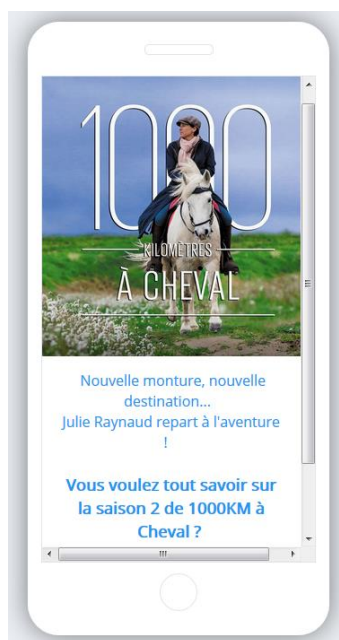 1000
KILOMÈTRES
À CHEVAL
Nouvelle monture, nouvelle
destination...
Julie Raynaud repart à l'aventure
!
Vous voulez tout savoir sur
la saison 2 de 1000KM à
Cheval ?